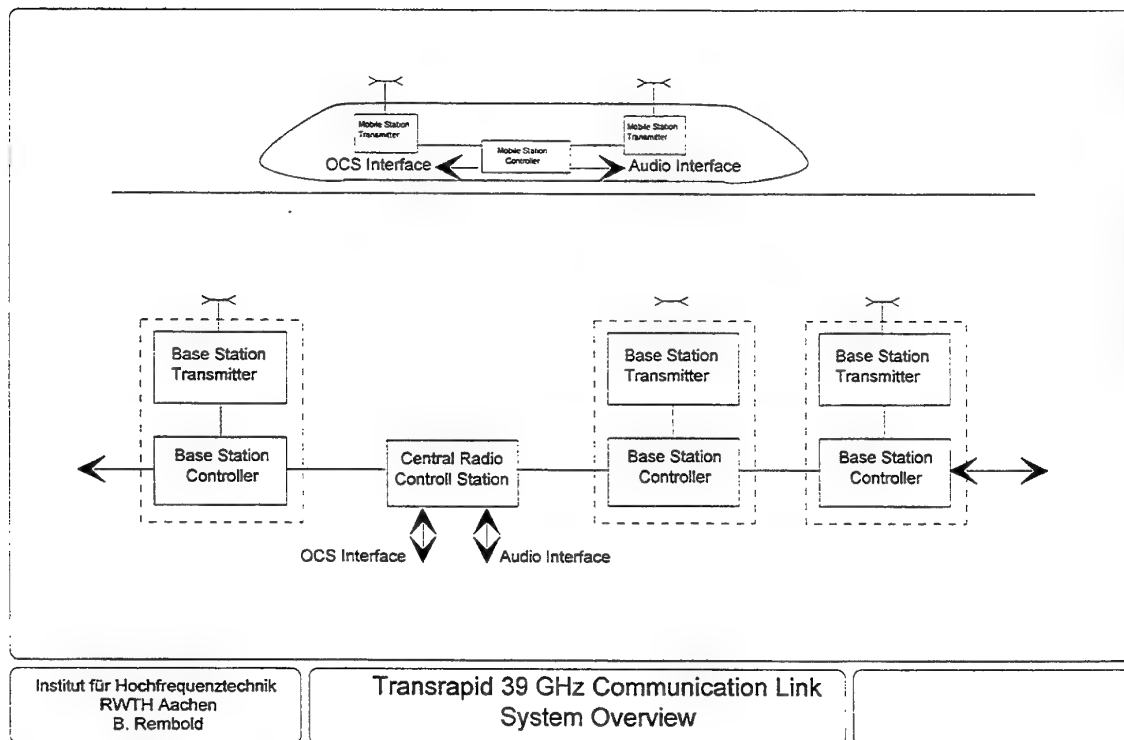 Mobile Station
Transmitter
Mobile Station
Transmitter
Mobile Station
Controller
OCS Interface
Audio Interface
Base Station
Transmitter
Base Station
Transmitter
Base Station
Transmitter
Base Station
Controller
Central Radio
Controll Station
Base Station
Controller
Base Station
Controller
OCS Interface
Audio Interface
Institut für Hochfrequenztechnik
RWTH Aachen
B. Rembold
Transrapid 39 GHz Communication Link
System Overview